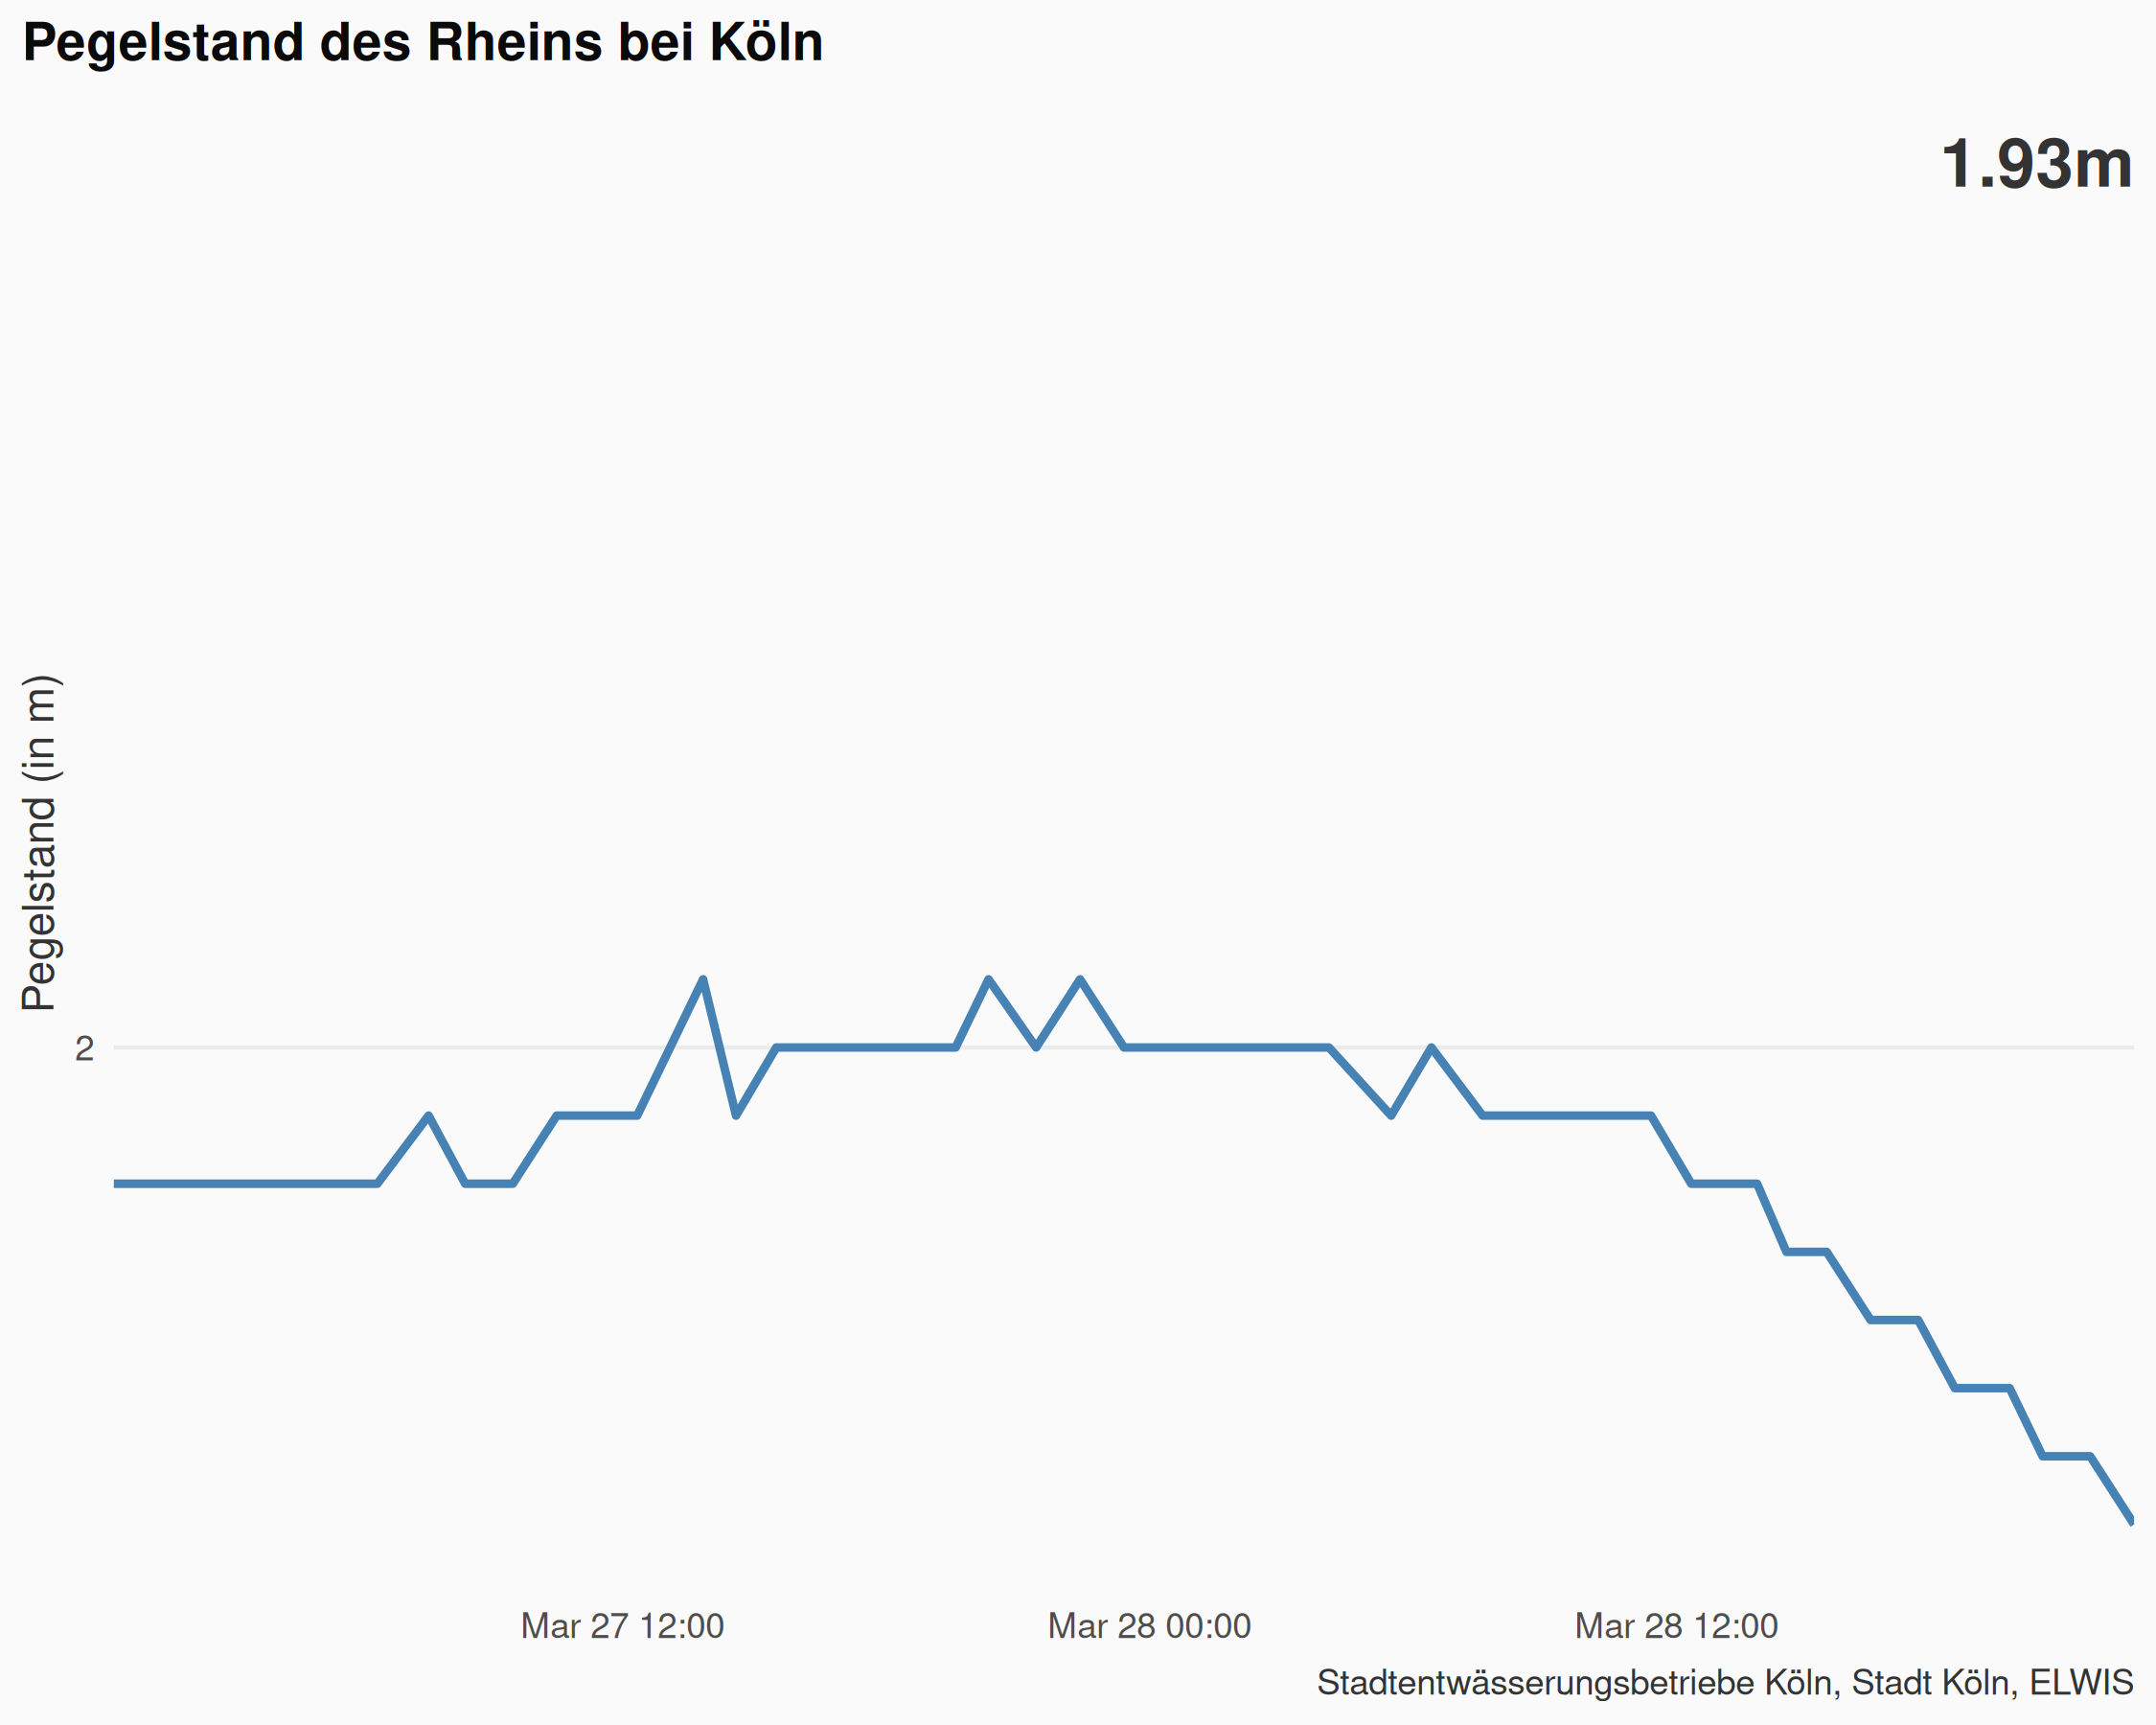 Pegelstand des Rheins bei Köln
1.93m
Pegelstand (in m)
2
Mar 27 12:00
Mar 28 00:00
Mar 28 12:00
Stadtentwässerungsbetriebe Köln, Stadt Köln, ELWIS